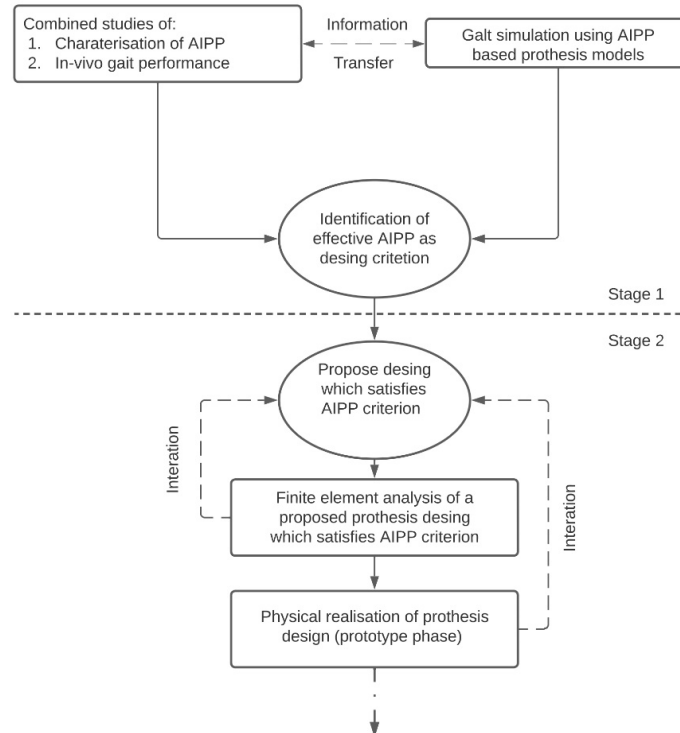 Combined studies of:
1. Charaterisation of AIPP
2. In-vivo gait performance
Information
Transfer
Galt simulation using AIPP
based prothesis models
Identification of
effective AIPP as
desing critetion
Stage 1
Stage 2
Propose desing
which satisfies
AIPP criterion
Interation
Interation
Finite element analysis of a
proposed prothesis desing
which satisfies AIPP criterion
Physical realisation of prothesis
design (prototype phase)